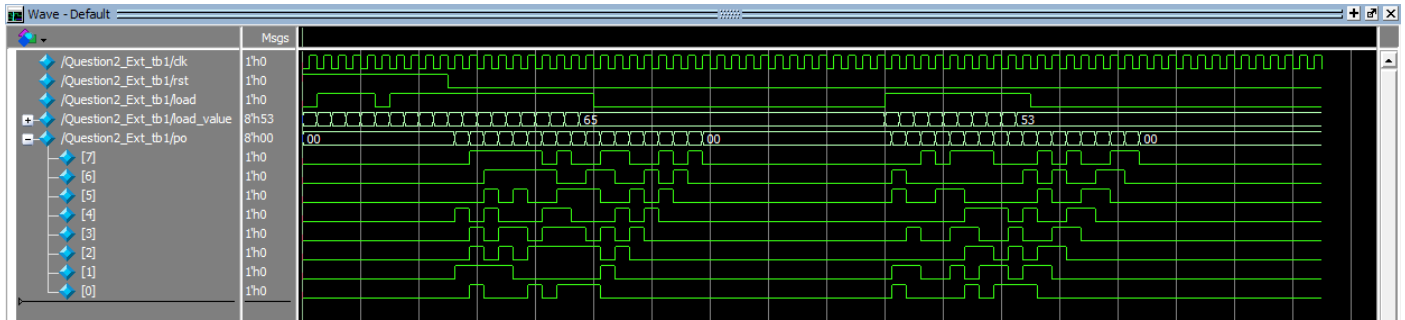 Wave - Default
Msgs
/Question2_Ext_tb1/clk 1'h0
/Question2_Ext_tb1/rst 1'h0
/Question2_Ext_tb1/load 1'h0
/Question2_Ext_tb1/load_value 8'h53 65 53
/Question2_Ext_tb1/po 8'h00 00 00 00
[7] 1'h0
[6] 1'h0
[5] 1'h0
[4] 1'h0
[3] 1'h0
[2] 1'h0
[1] 1'h0
[0] 1'h0